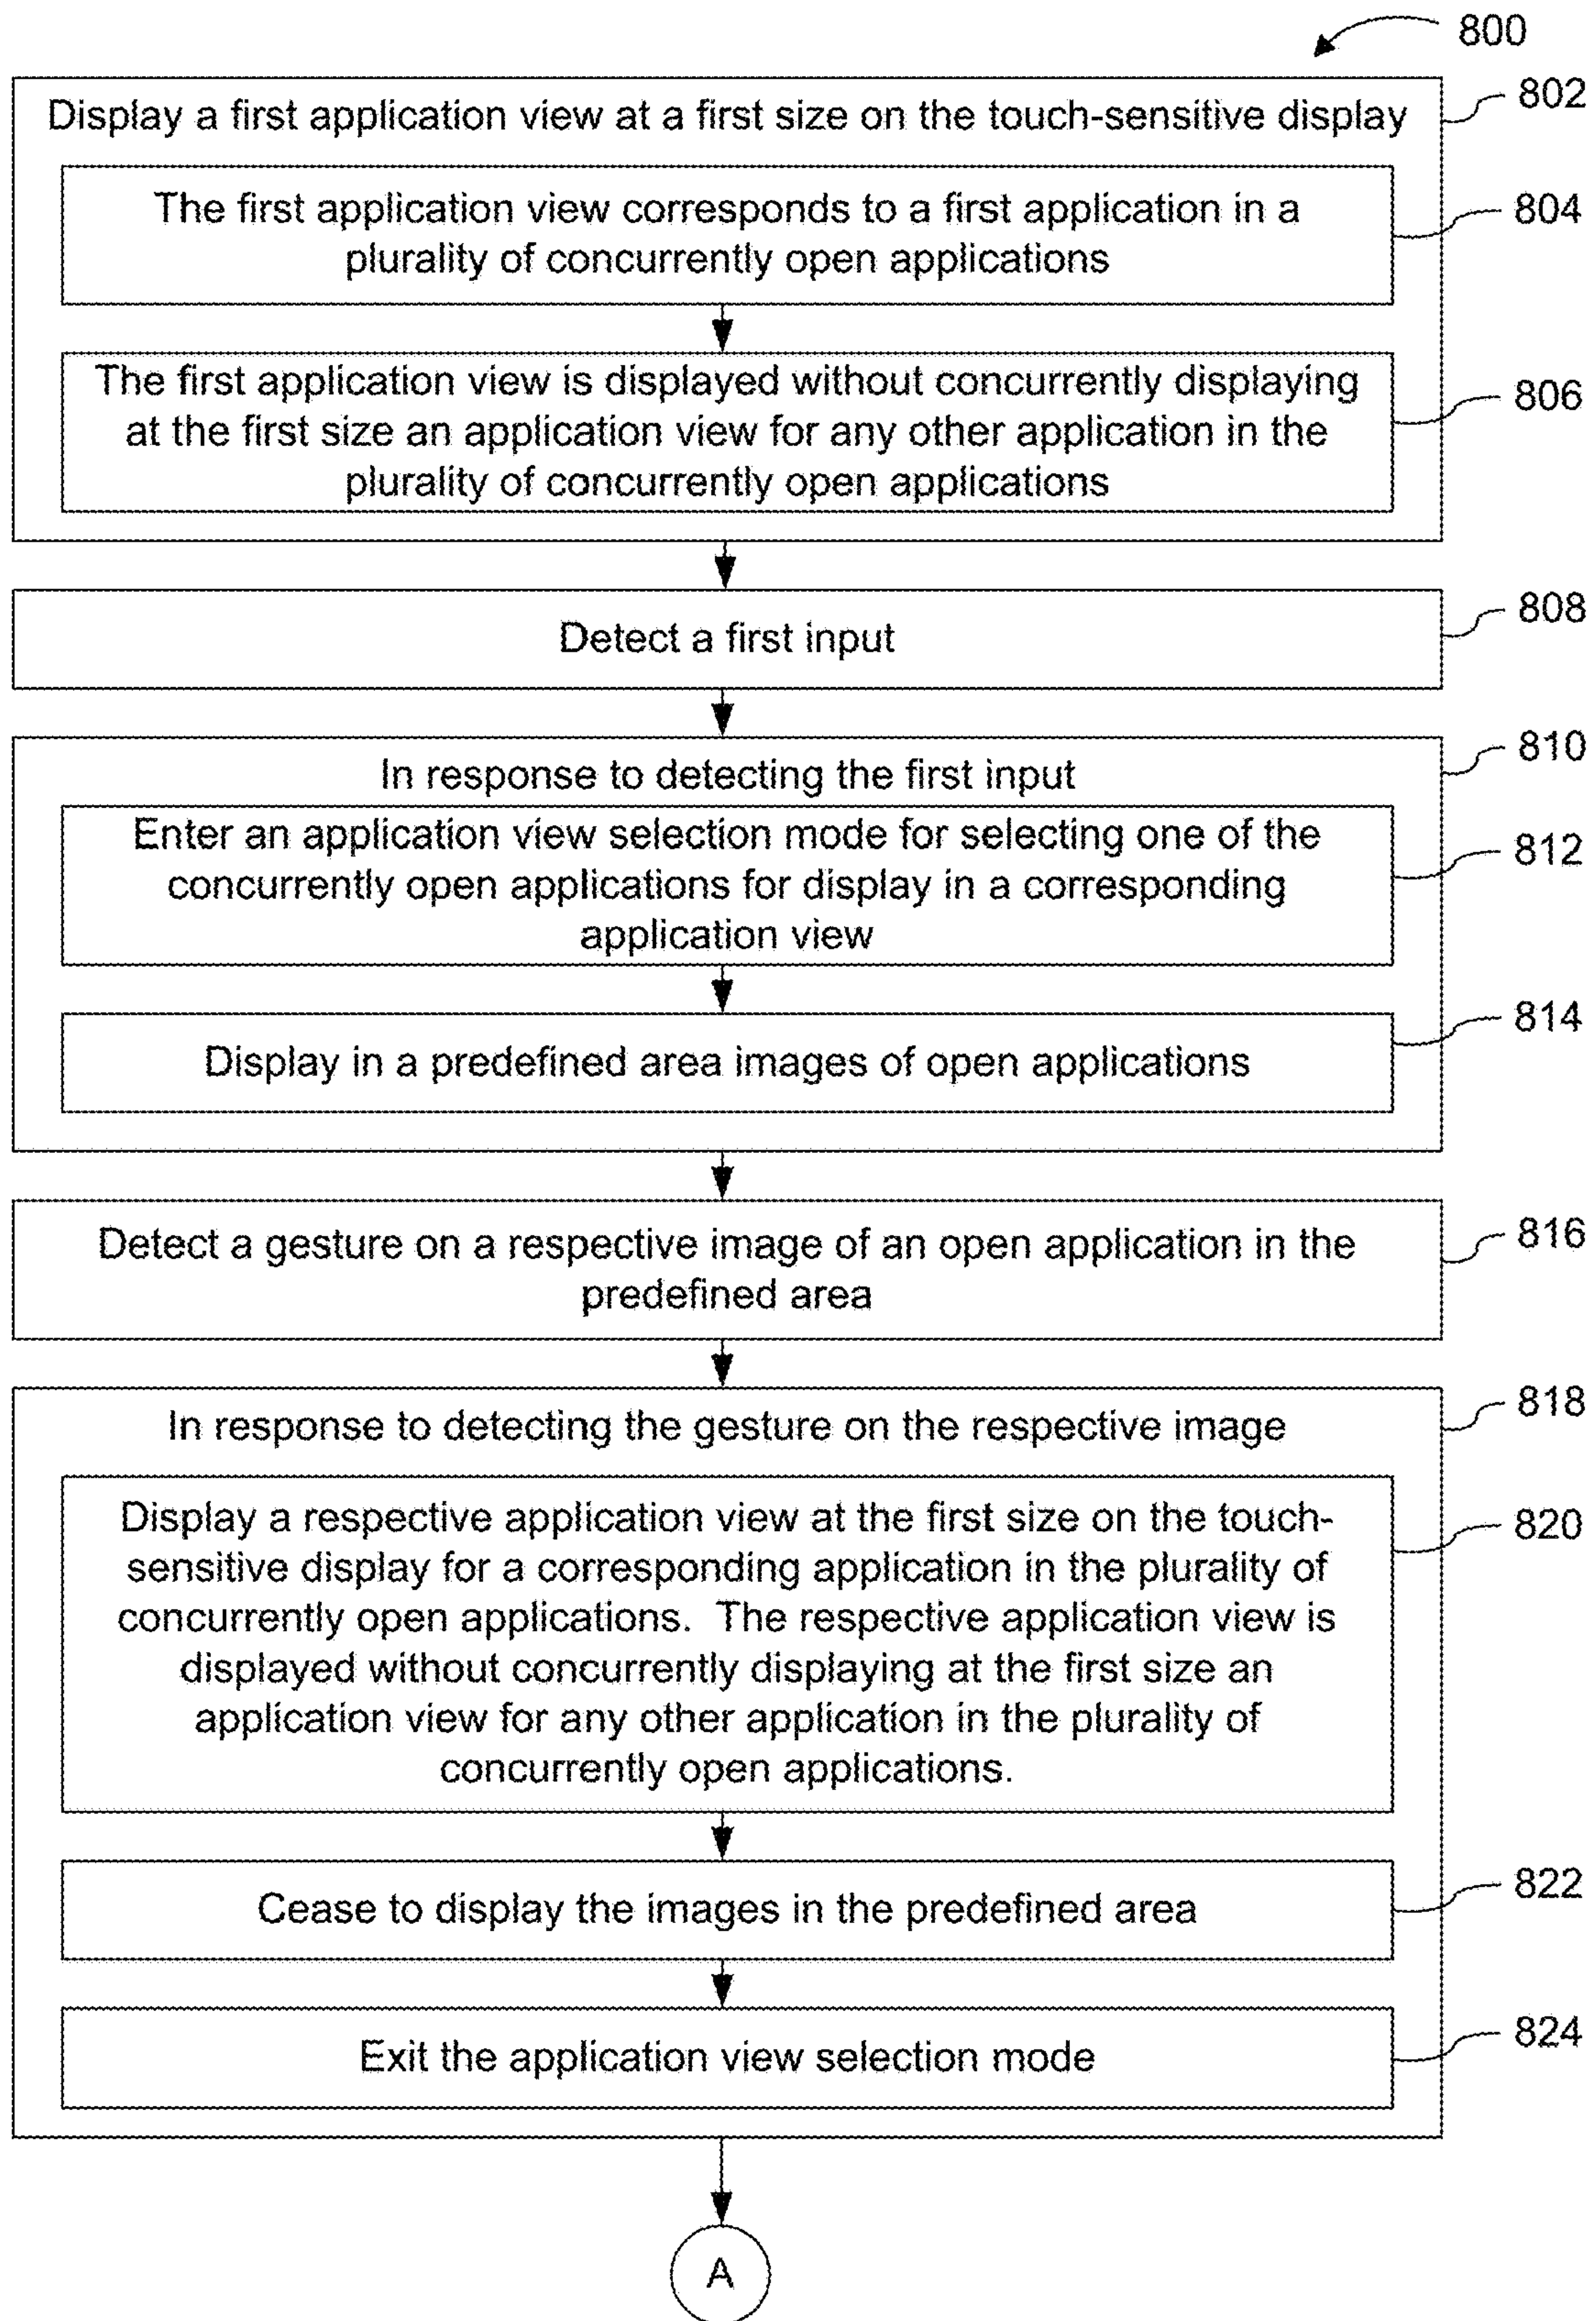 800
802
Display a first application view at a first size on the touch-sensitive display
804
The first application view corresponds to a first application in a
plurality of concurrently open applications
806
The first application view is displayed without concurrently displaying
at the first size an application view for any other application in the
plurality of concurrently open applications
808
Detect a first input
810
In response to detecting the first input
812
Enter an application view selection mode for selecting one of the
concurrently open applications for display in a corresponding
application view
814
Display in a predefined area images of open applications
816
Detect a gesture on a respective image of an open application in the
predefined area
818
In response to detecting the gesture on the respective image
820
Display a respective application view at the first size on the touch-
sensitive display for a corresponding application in the plurality of
concurrently open applications.  The respective application view is
displayed without concurrently displaying at the first size an
application view for any other application in the plurality of
concurrently open applications.
822
Cease to display the images in the predefined area
824
Exit the application view selection mode
A